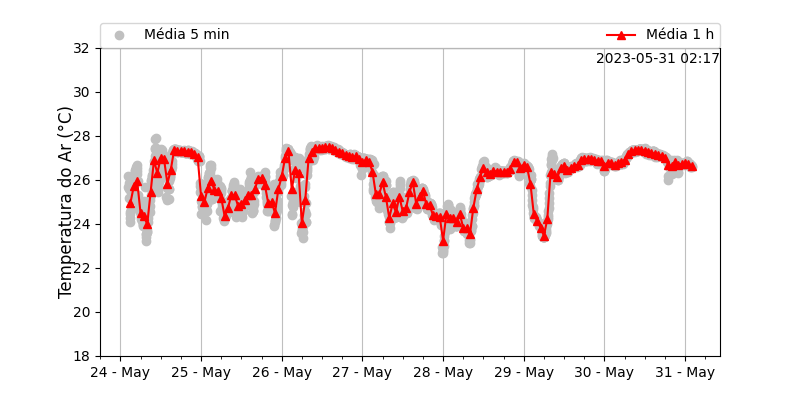 Média 5 min
Média 1 h
2023-05-31 02:17
Temperatura do Ar (°C)
32
30
28
26
24
22
20
18
24 - May
25 - May
26 - May
27 - May
28 - May
29 - May
30 - May
31 - May